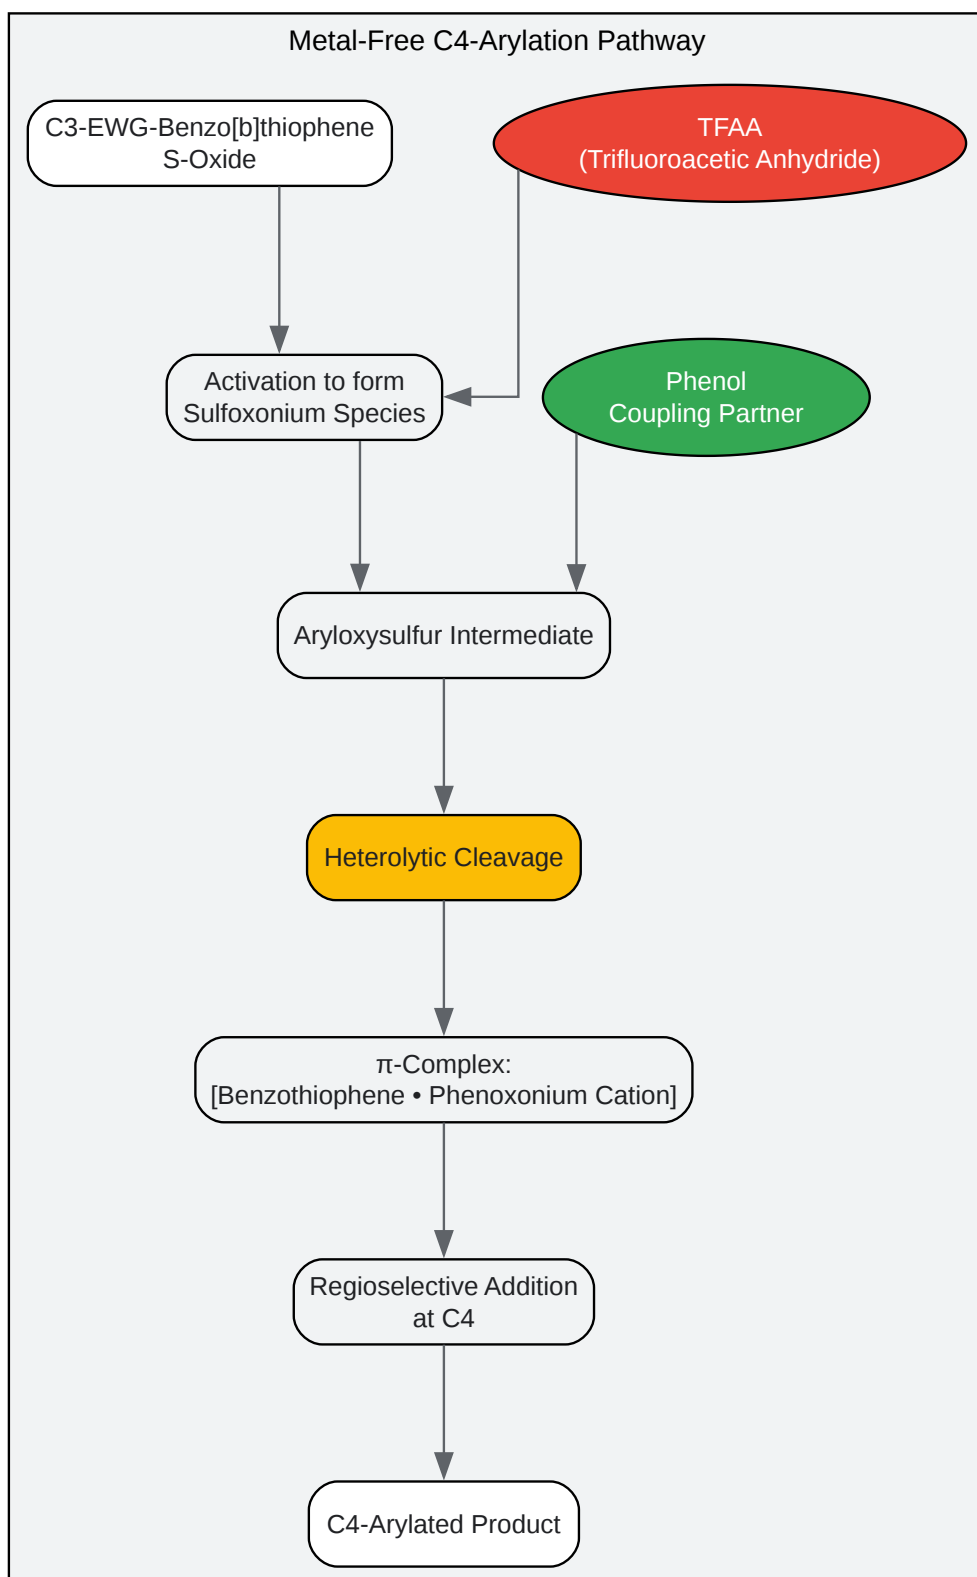 Metal-Free C4-Arylation Pathway
C3-EWG-Benzo[b]thiophene
S-Oxide
TFAA
(Trifluoroacetic Anhydride)
Activation to form
Sulfoxonium Species
Phenol
Coupling Partner
Aryloxysulfur Intermediate
Heterolytic Cleavage
π-Complex:
[Benzothiophene • Phenoxonium Cation]
Regioselective Addition
at C4
C4-Arylated Product